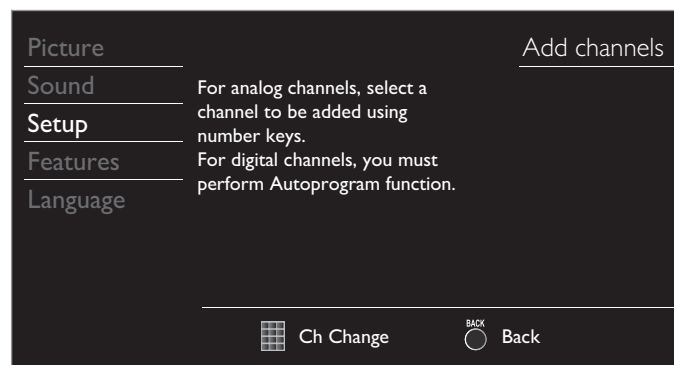 Picture
Sound
Setup
Features
Language
Add channels
For analog channels, select a
channel to be added using
number keys.
For digital channels, you must
perform Autoprogram function.
Ch Change
BACK
Back